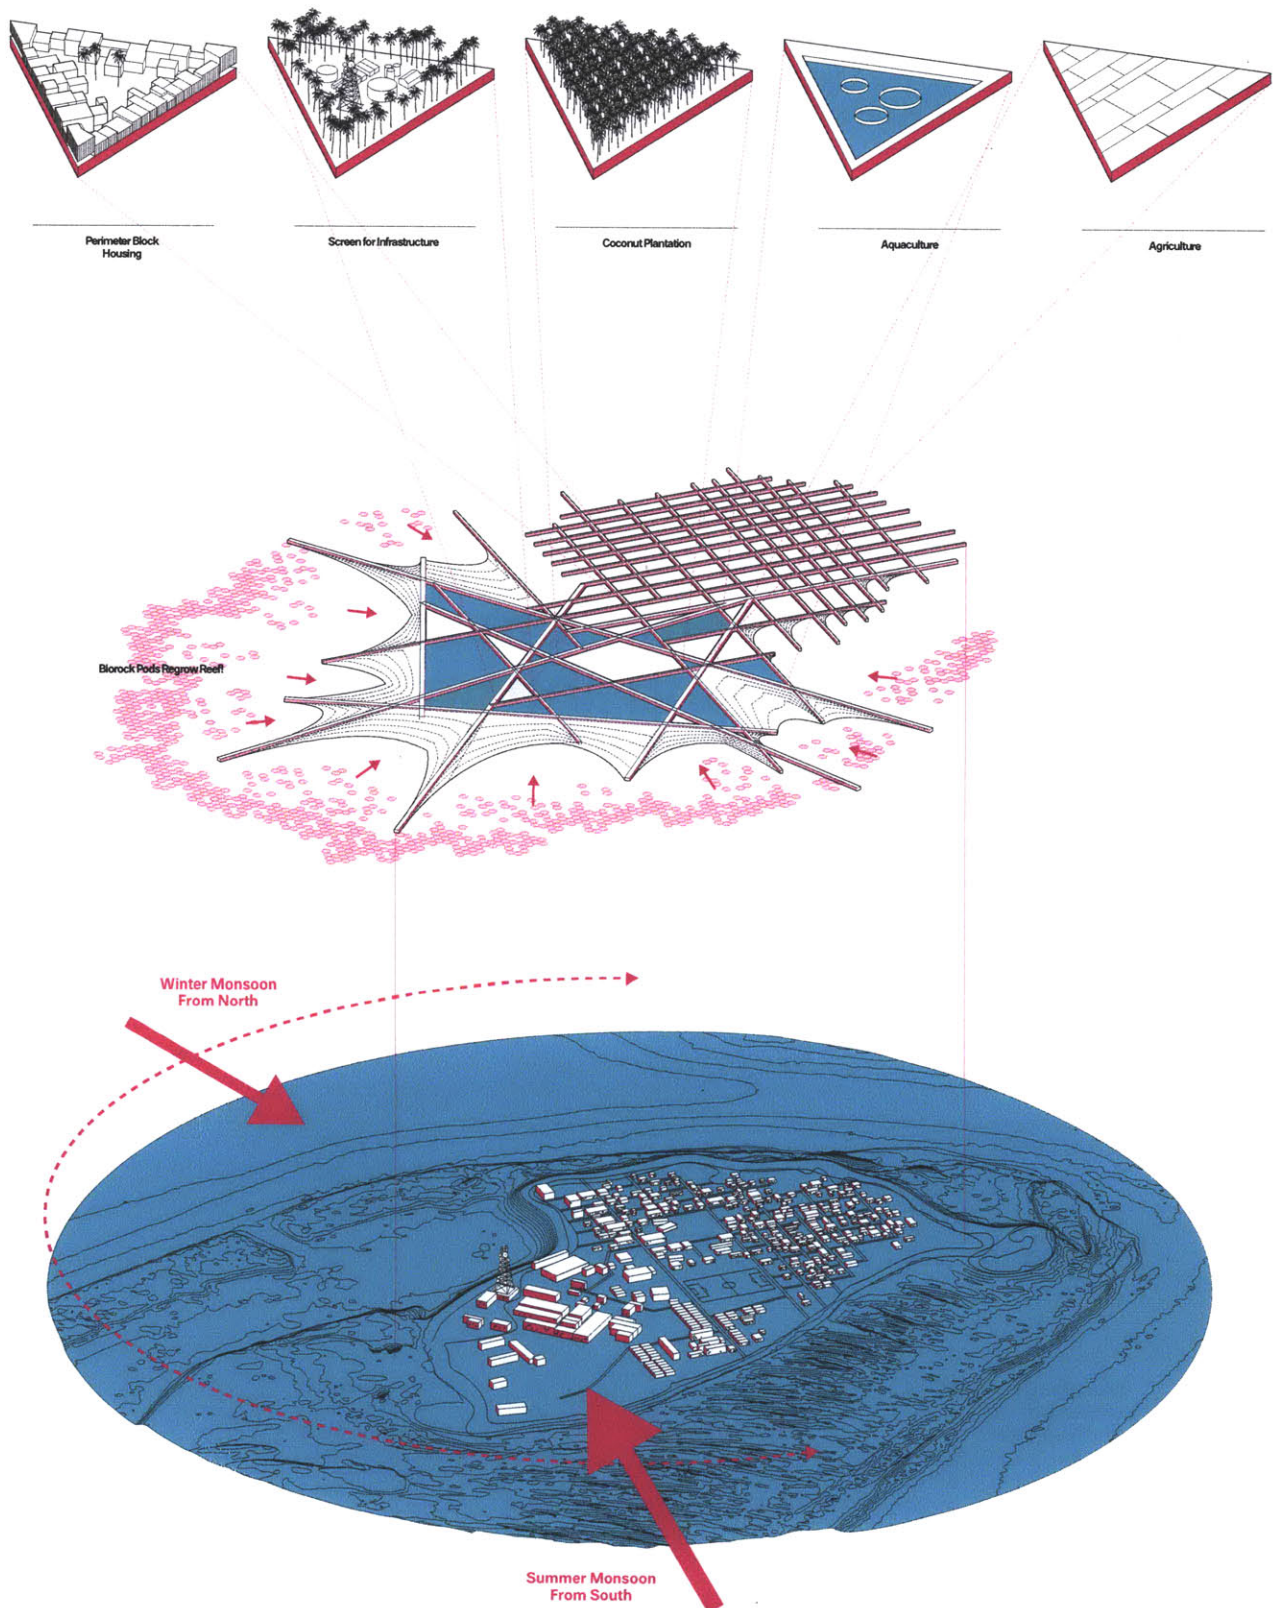 Perimeter Block
Housing
Screen for Infrastructure
Coconut Plantation
Aquaculture
Agriculture
Biorock Pods Regrow Reef!
Winter Monsoon
From North
Summer Monsoon
From South